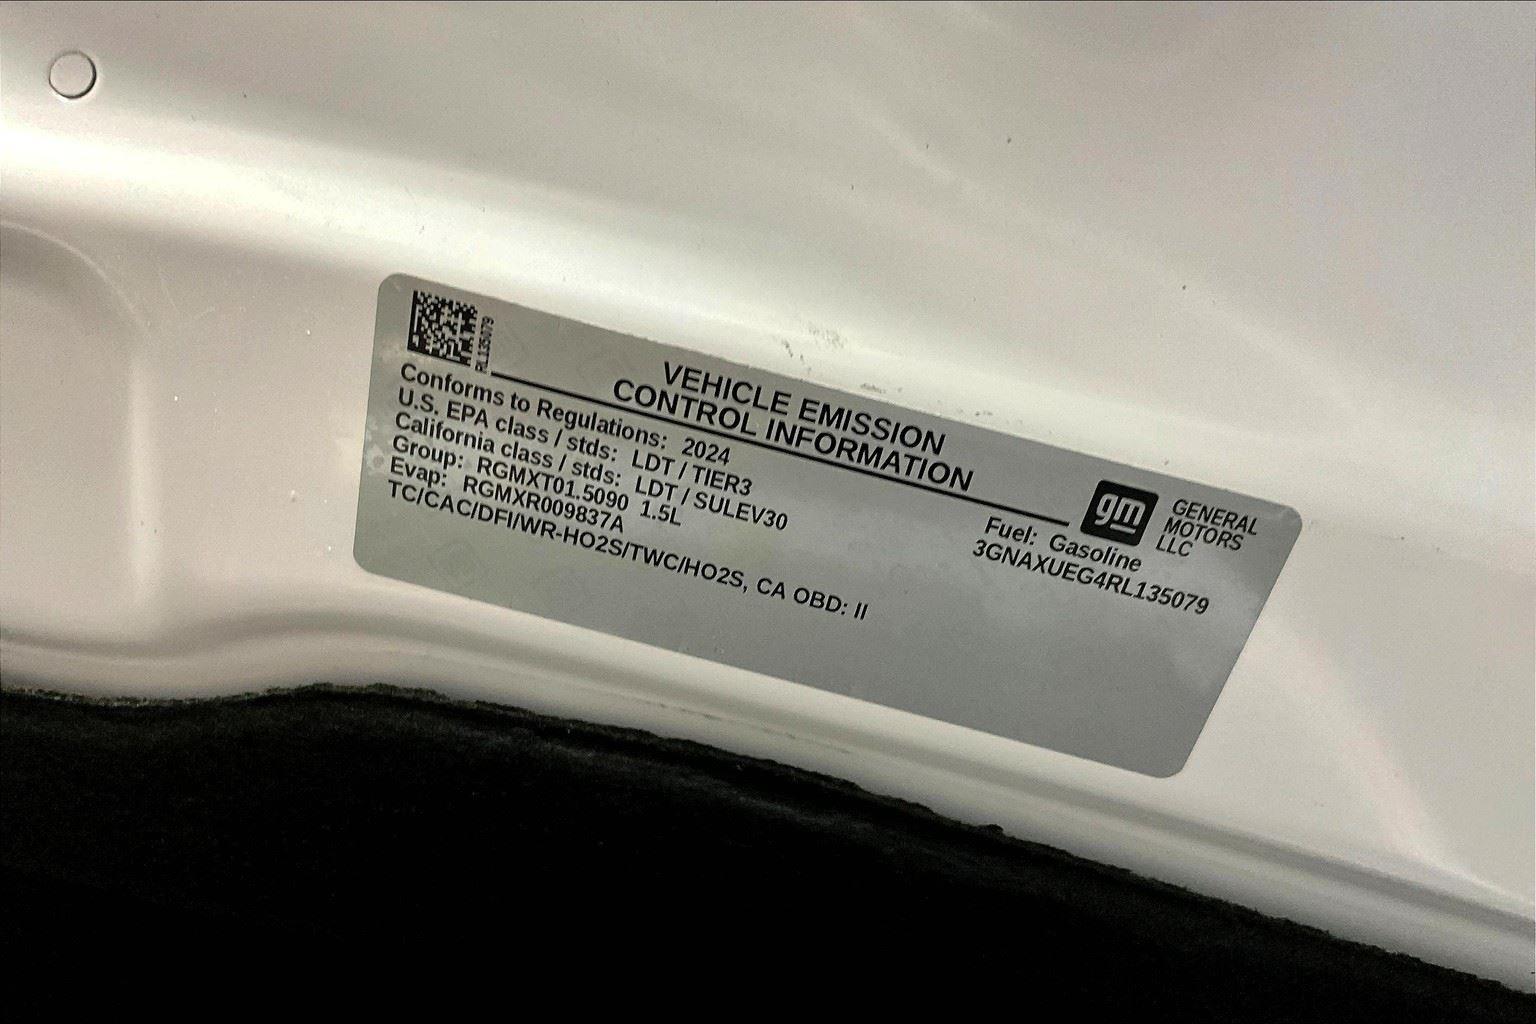 RL135079
VEHICLE EMISSION
CONTROL INFORMATION
Conforms to Regulations: 2024
U.S. EPA class / stds: LDT / TIER3
California class / stds: LDT / SULEV30
Group: RGMXT01.5090 1.5L
Evap: RGMXR009837A
TC/CAC/DFI/WR-HO2S/TWC/HO2S, CA OBD: II
gm
GENERAL
MOTORS
LLC
Fuel: Gasoline
3GNAXUEG4RL135079